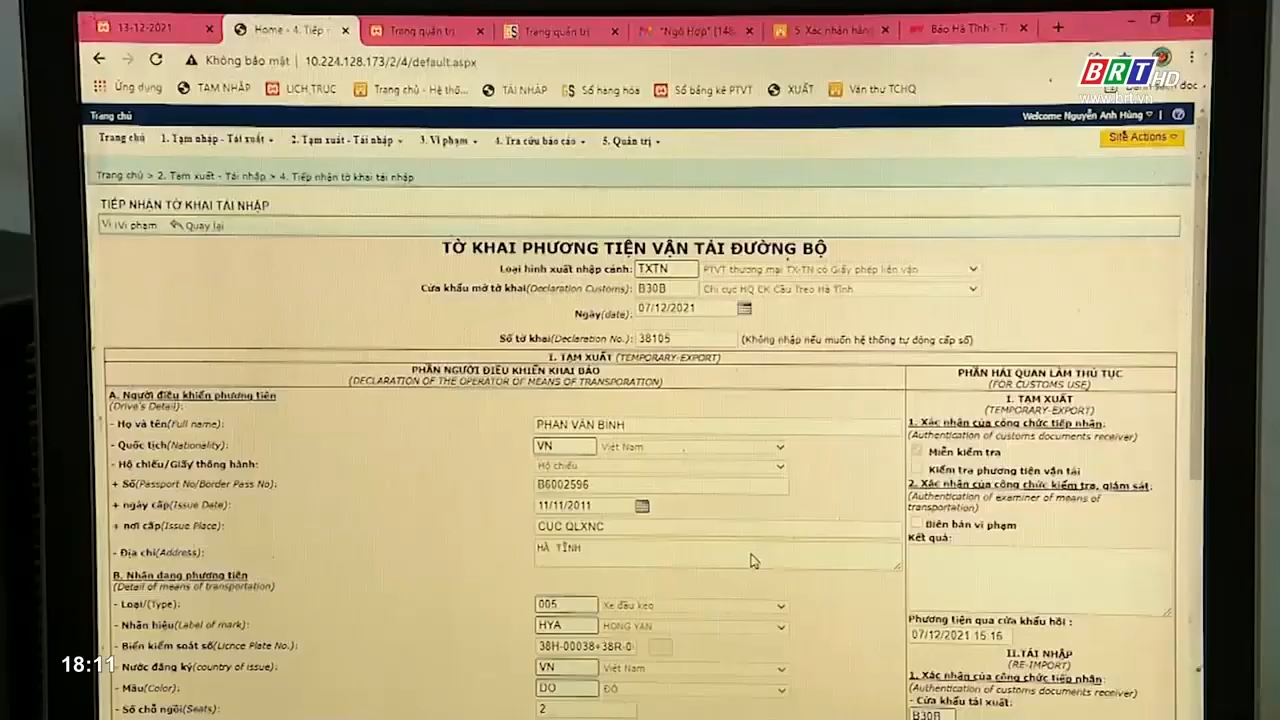 13-12-2021 Home - 4. Tiếp Trang quản trị Trang quản trị "Ngô Hợp" (148 5. Xác nhận hàn Báo Hà Tĩnh - Ti
Không bảo mật | 10.224.128.173/2/4/default.aspx
Ứng dụng TAM NHẬP LỊCH TRUC Trang chủ - Hệ thố... TÁI NHẬP Sổ hàng hóa Sổ bảng kê PTVT XUẤT Văn thư TCHQ
BRT HD
www.brt.vn
Trang chủ Welcome Nguyễn Anh Hùng
Trang chủ 1. Tạm nhập - Tái xuất 2. Tạm xuất - Tái nhập 3. Vi phạm 4. Tra cứu báo cáo 5. Quản trị Site Actions
Trang chủ > 2. Tạm xuất - Tái nhập > 4. Tiếp nhận tờ khai tái nhập
TIẾP NHẬN TỜ KHAI TÁI NHẬP
Vi phạm Quay lại
TỜ KHAI PHƯƠNG TIỆN VẬN TẢI ĐƯỜNG BỘ
Loại hình xuất nhập cảnh: TXTN PTVT thương mại TX-TN có Giấy phép liên vận
Cửa khẩu mở tờ khai(Declaration Customs): B30B Chi cục HQ CK Cầu Treo Hà Tĩnh
Ngày(date): 07/12/2021
Số tờ khai(Declaration No.): 38105 (Không nhập nếu muốn hệ thống tự động cấp số)
I. TẠM XUẤT (TEMPORARY-EXPORT)
PHẦN NGƯỜI ĐIỀU KHIỂN KHAI BÁO
(DECLARATION OF THE OPERATOR OF MEANS OF TRANSPORATION)
A. Người điều khiển phương tiện
(Drive's Detail):
- Họ và tên(Full name): PHAN VĂN BÌNH
- Quốc tịch(Nationality): VN Việt Nam
- Hộ chiếu/Giấy thông hành: Hộ chiếu
+ Số(Passport No/Border Pass No): B6002596
+ ngày cấp(Issue Date): 11/11/2011
+ nơi cấp(Issue Place): CUC QLXNC
- Địa chỉ(Address): HÀ TĨNH
B. Nhận dạng phương tiện
(Detail of means of transportation)
- Loại/(Type): 005 Xe đầu kéo
- Nhãn hiệu(Label of mark): HYA HONG YAN
- Biển kiểm soát số(Licnce Plate No.): 38H-00038+38R-0
- Nước đăng ký(country of issue): VN Việt Nam
- Màu(Color): DO ĐỎ
- Số chỗ ngồi(Seats): 2
PHẦN HẢI QUAN LÀM THỦ TỤC
(FOR CUSTOMS USE)
I. TẠM XUẤT
(TEMPORARY-EXPORT)
1. Xác nhận của công chức tiếp nhận:
(Authentication of customs documents receiver)
Miễn kiểm tra
Kiểm tra phương tiện vận tải
2. Xác nhận của công chức kiểm tra, giám sát:
(Authentication of examiner of means of
transportation)
Biên bản vi phạm
Kết quả:
Phương tiện qua cửa khẩu hồi :
07/12/2021 15:16
II.TÁI NHẬP
(RE-IMPORT)
1. Xác nhận của công chức tiếp nhận:
(Authentication of customs documents receiver)
- Cửa khẩu tái xuất:
B30B
18:11